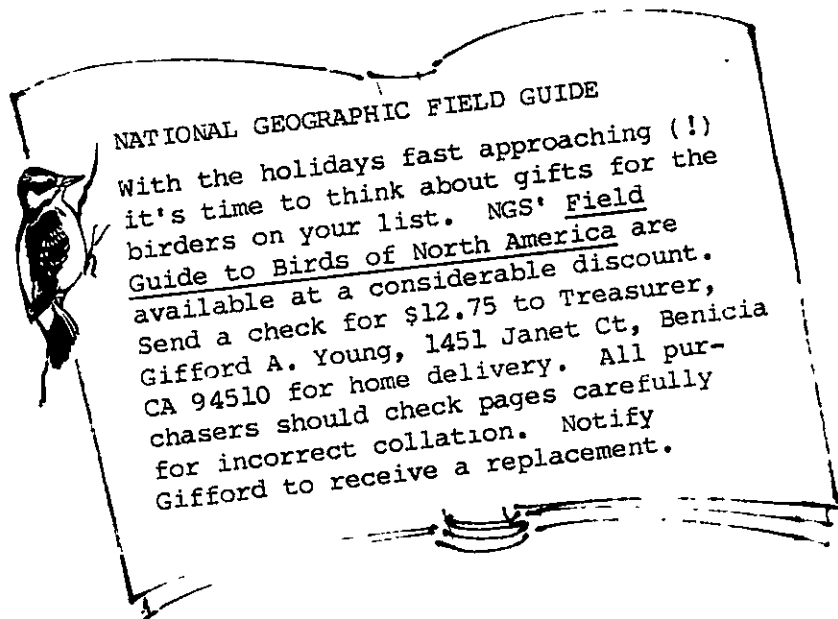 NATIONAL GEOGRAPHIC FIELD GUIDE
With the holidays fast approaching (!)
it's time to think about gifts for the
birders on your list. NGS' Field
Guide to Birds of North America are
available at a considerable discount.
Send a check for $12.75 to Treasurer,
Gifford A. Young, 1451 Janet Ct, Benicia
CA 94510 for home delivery. All pur-
chasers should check pages carefully
for incorrect collation. Notify
Gifford to receive a replacement.